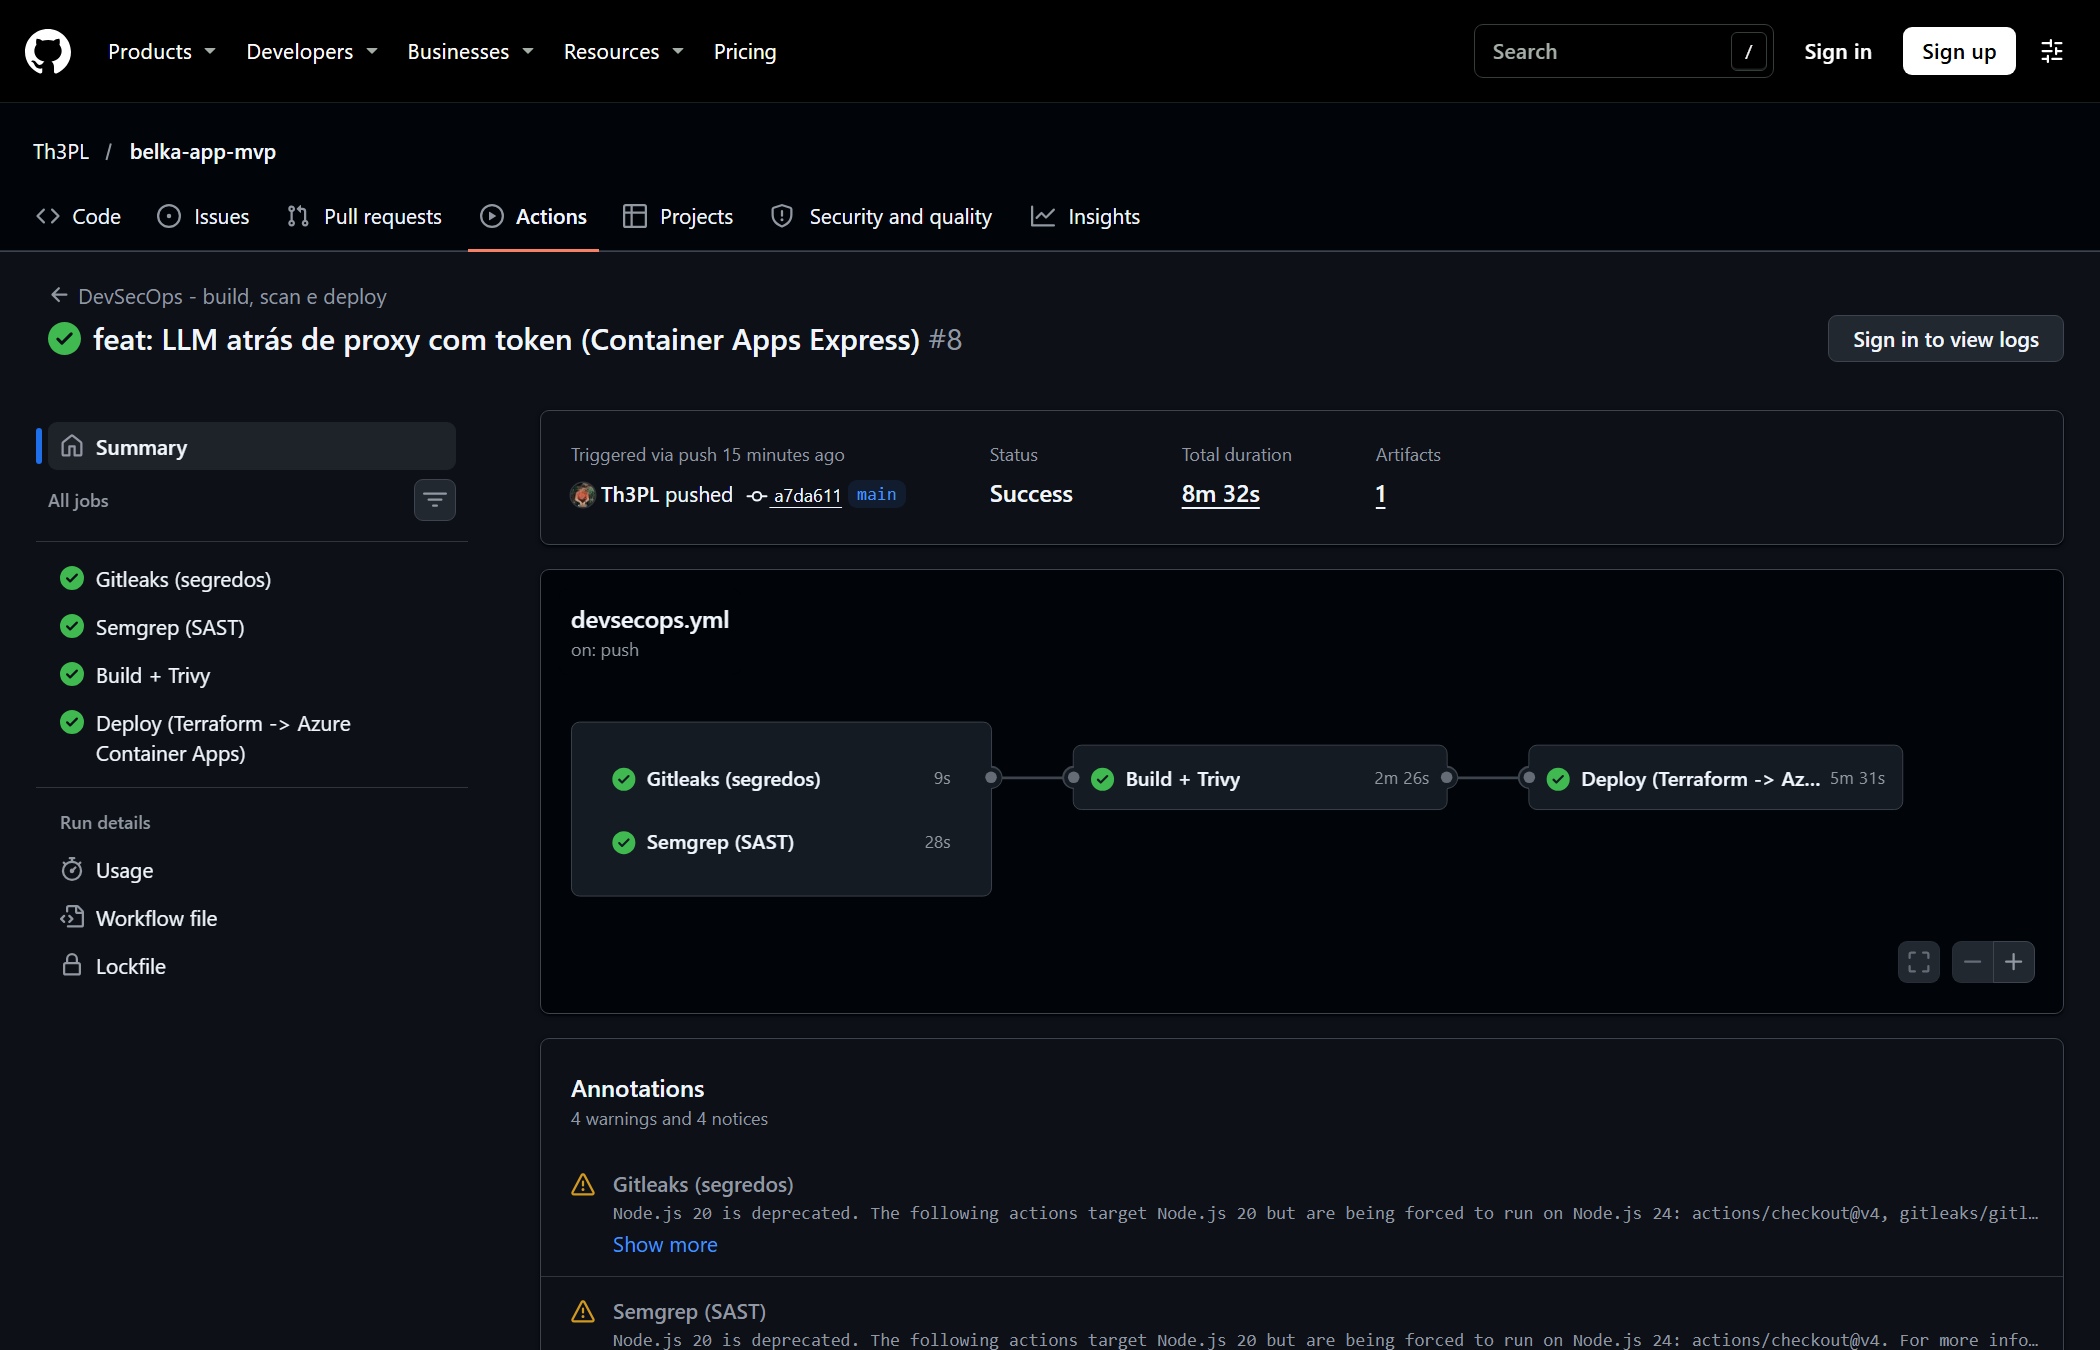 Products
Developers
Businesses
Resources
Pricing
Search
/
Sign in
Sign up
Th3PL / belka-app-mvp
Code
Issues
Pull requests
Actions
Projects
Security and quality
Insights
DevSecOps - build, scan e deploy
feat: LLM atrás de proxy com token (Container Apps Express) #8
Sign in to view logs
Summary
All jobs
Gitleaks (segredos)
Semgrep (SAST)
Build + Trivy
Deploy (Terraform -> Azure
Container Apps)
Run details
Usage
Workflow file
Lockfile
Triggered via push 15 minutes ago
Th3PL pushed a7da611 main
Status
Success
Total duration
8m 32s
Artifacts
1
devsecops.yml
on: push
Gitleaks (segredos) 9s
Semgrep (SAST) 28s
Build + Trivy 2m 26s
Deploy (Terraform -> Az... 5m 31s
Annotations
4 warnings and 4 notices
Gitleaks (segredos)
Node.js 20 is deprecated. The following actions target Node.js 20 but are being forced to run on Node.js 24: actions/checkout@v4, gitleaks/gitl…
Show more
Semgrep (SAST)
Node.js 20 is deprecated. The following actions target Node.js 20 but are being forced to run on Node.js 24: actions/checkout@v4. For more info…